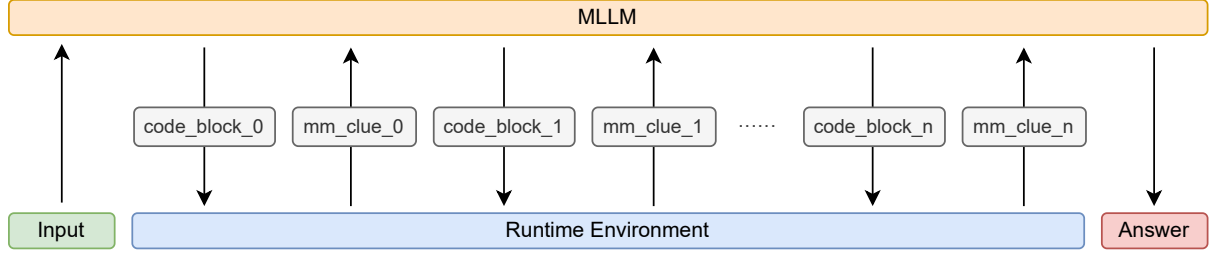 MLLM
code_block_0
mm_clue_0
code_block_1
mm_clue_1
......
code_block_n
mm_clue_n
Input
Runtime Environment
Answer